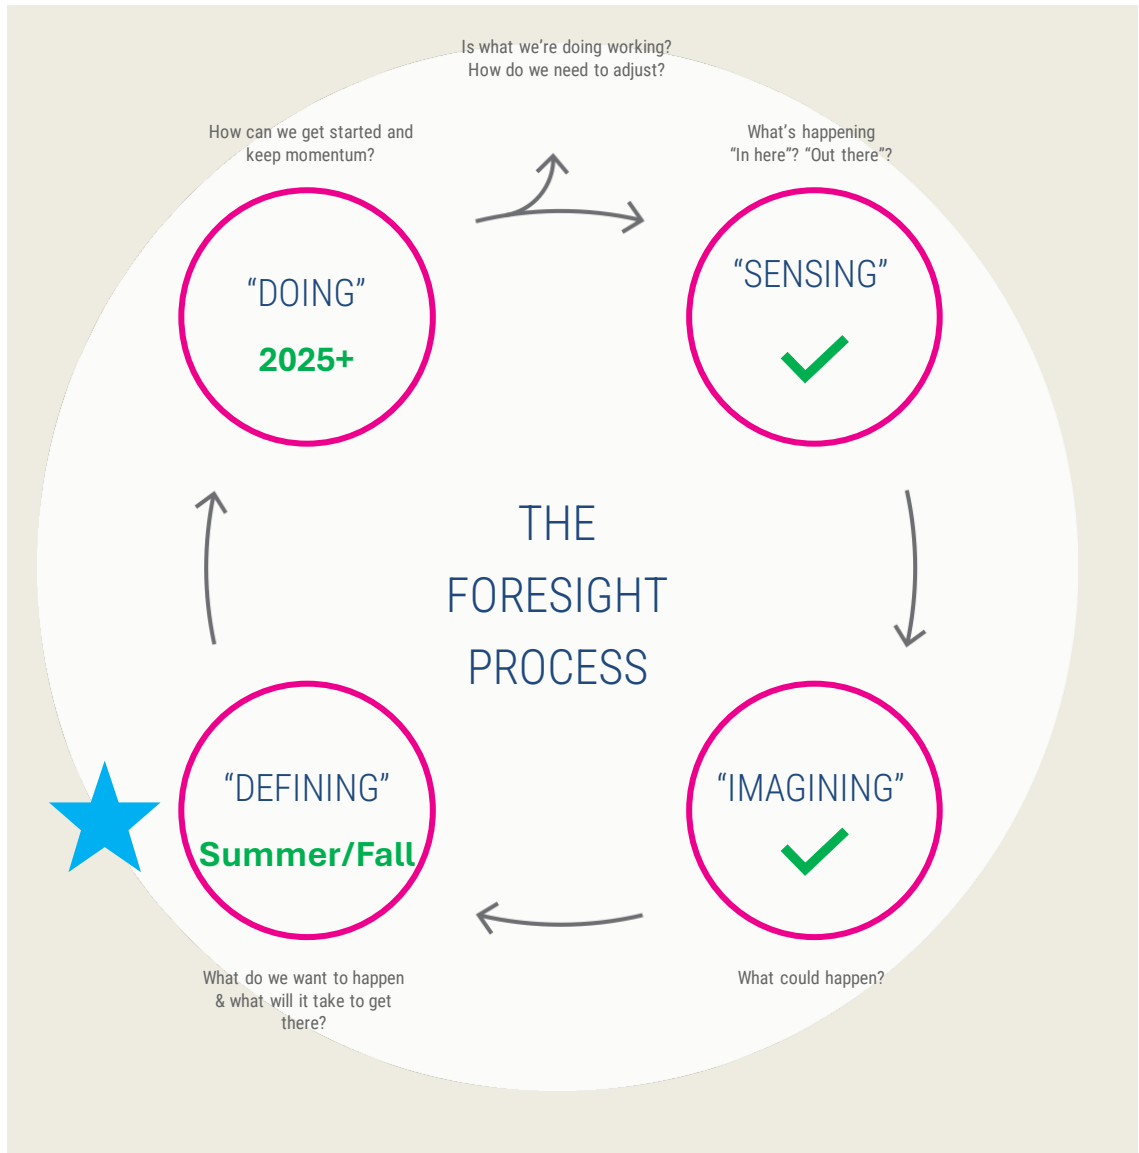 Is what we’re doing working?
How do we need to adjust?
How can we get started and
keep momentum?
What’s happening
“In here”? “Out there”?
“DOING”
2025+
“SENSING”
THE
FORESIGHT
PROCESS
“DEFINING”
Summer/Fall
“IMAGINING”
What do we want to happen
& what will it take to get
there?
What could happen?